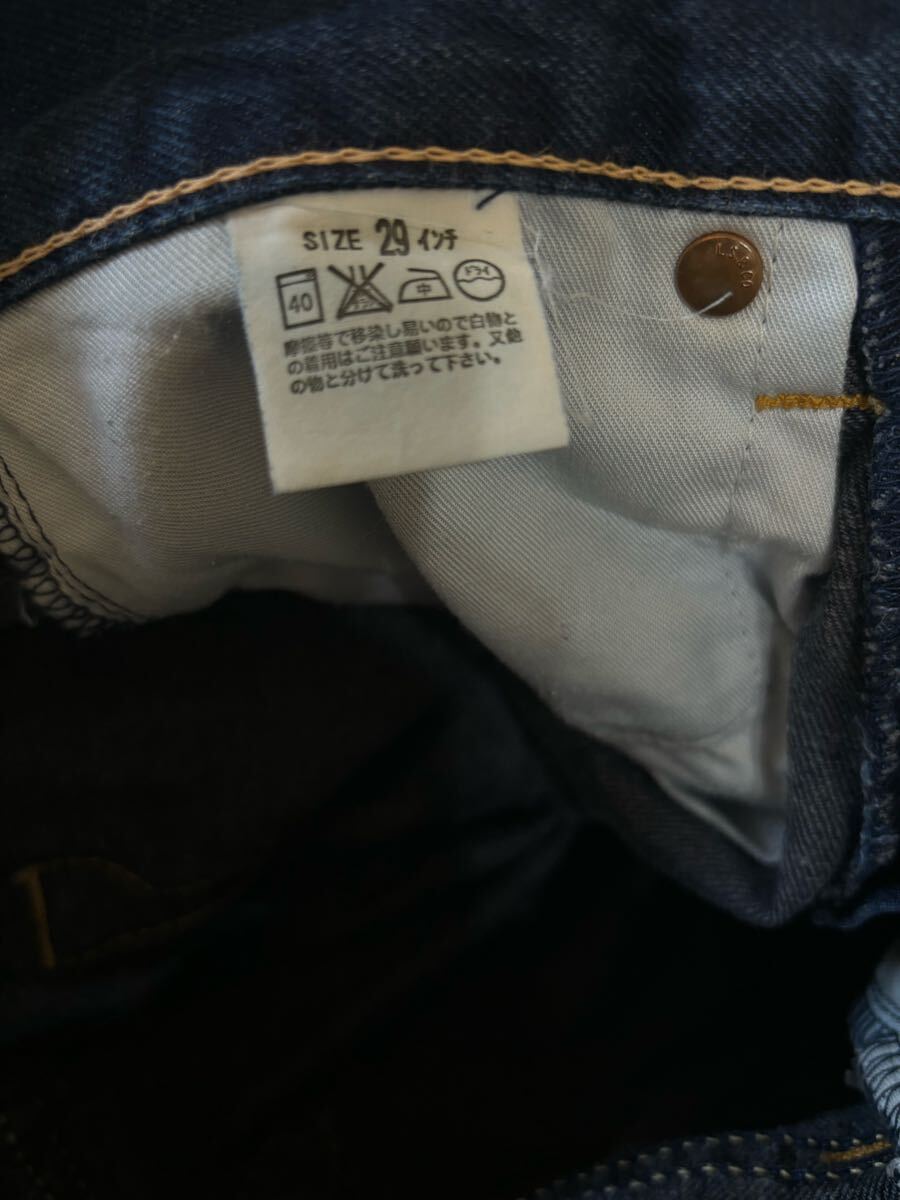 SIZE 29 インチ
40 中 ドライ
摩擦等で移染し易いので白物と
の着用はご注意願います。又他
の物と分けて洗って下さい。